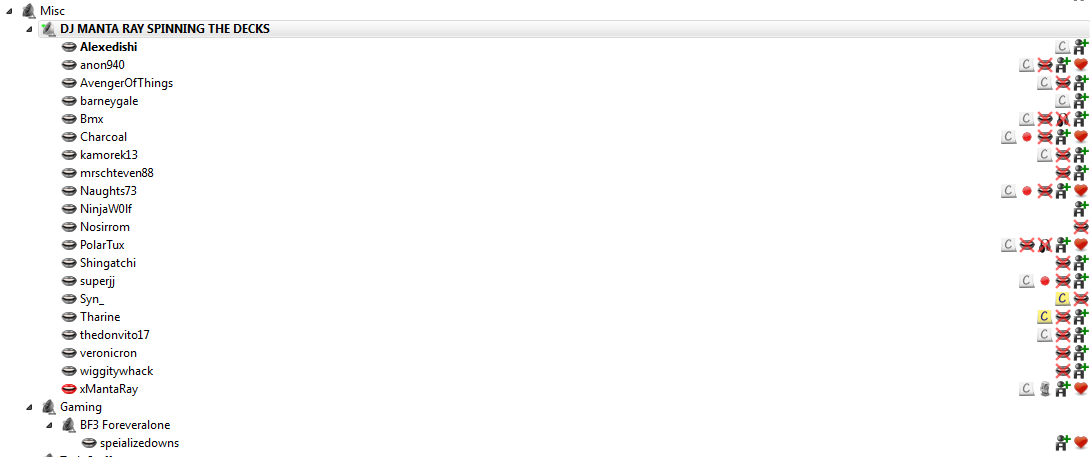 Misc
DJ MANTA RAY SPINNING THE DECKS
Alexedishi
anon940
AvengerOfThings
barneygale
Bmx
Charcoal
kamorek13
mrschteven88
Naughts73
NinjaW0lf
Nosirrom
PolarTux
Shingatchi
superjj
Syn_
Tharine
thedonvito17
veronicron
wiggitywhack
xMantaRay
Gaming
BF3 Foreveralone
speializedowns